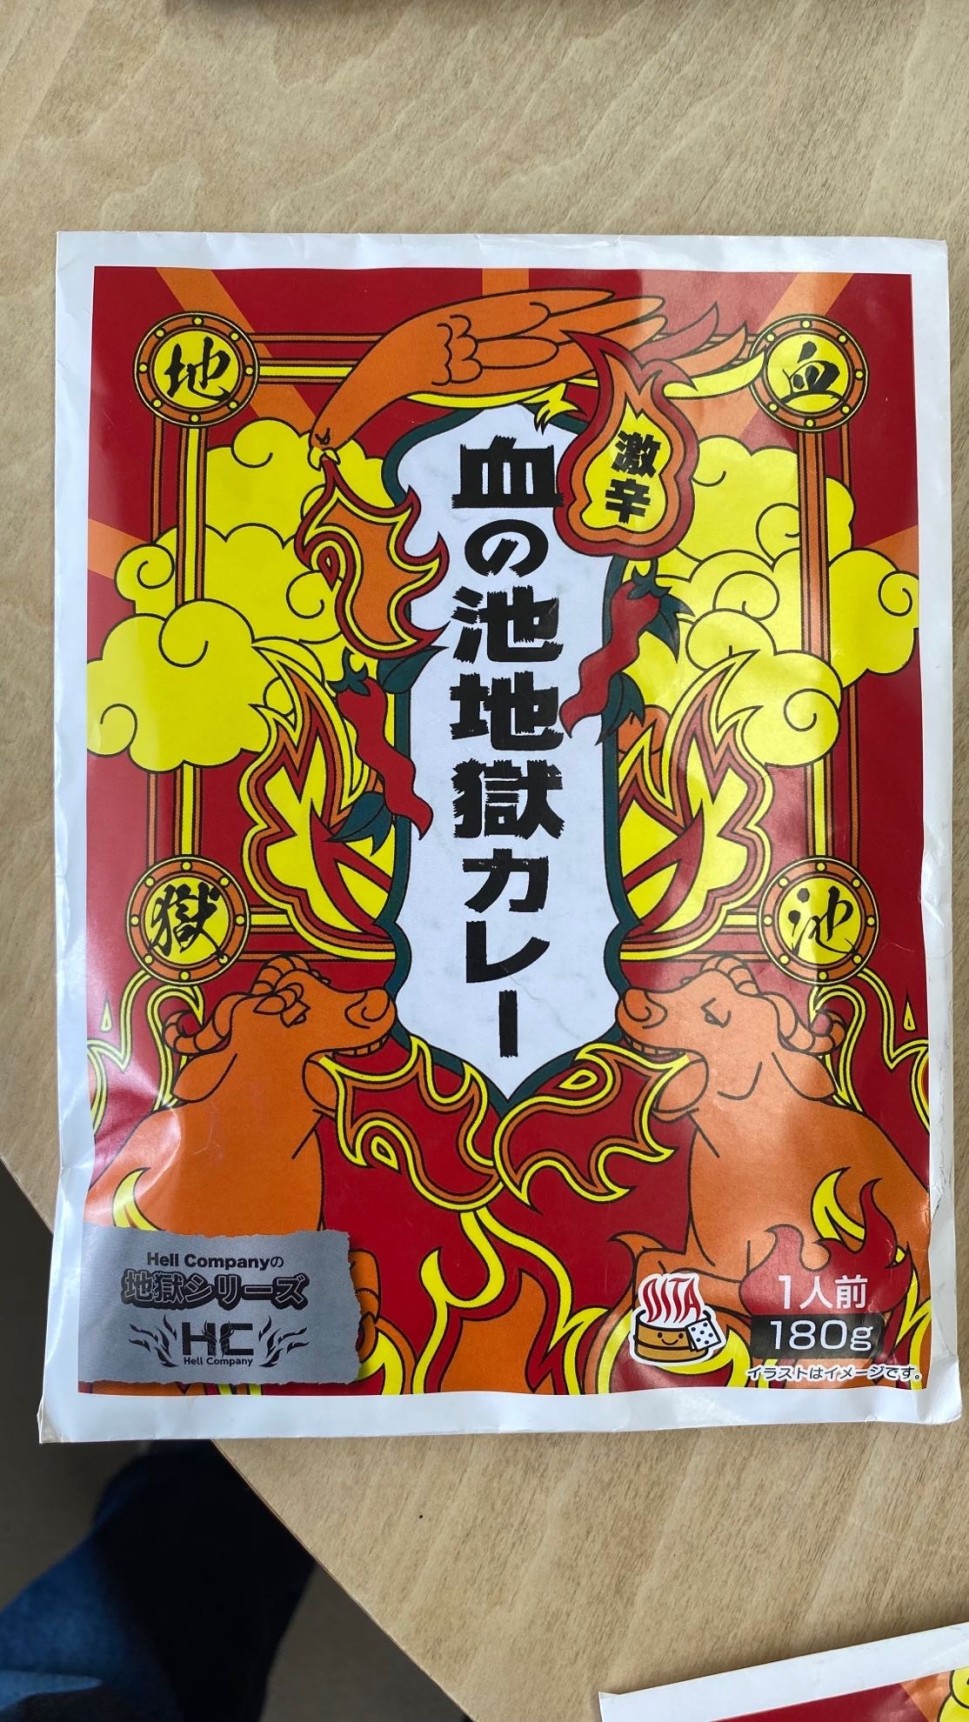 地
血
激辛
血の池地獄カレー
獄
池
Hell Companyの
地獄シリーズ
HC
Hell Company
OITA
1人前
180g
イラストはイメージです。